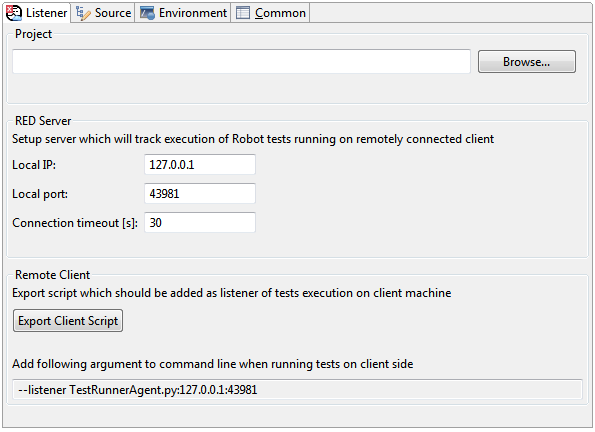 Listener Source Environment Common
Project
Browse...
RED Server
Setup server which will track execution of Robot tests running on remotely connected client
Local IP: 127.0.0.1
Local port: 43981
Connection timeout [s]: 30
Remote Client
Export script which should be added as listener of tests execution on client machine
Export Client Script
Add following argument to command line when running tests on client side
--listener TestRunnerAgent.py:127.0.0.1:43981